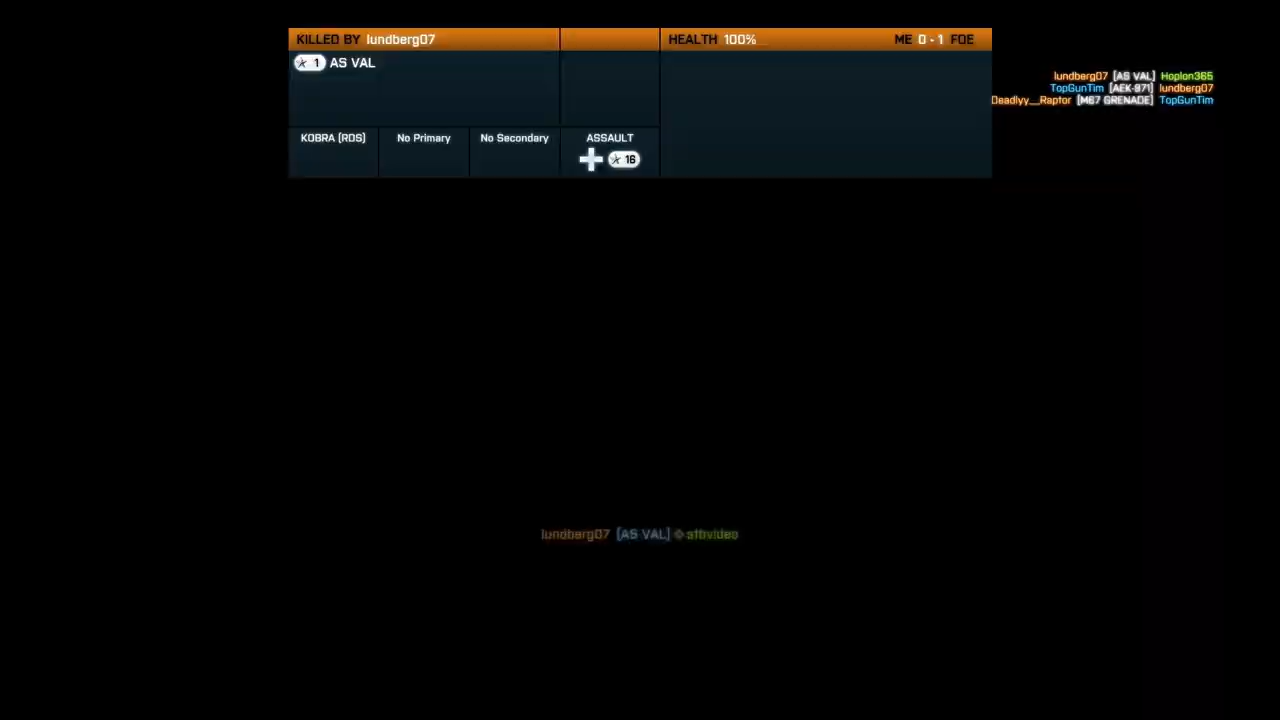 KILLED BY lundberg07
HEALTH 100%
ME 0 - 1 FOE
1 AS VAL
KOBRA (RDS)
No Primary
No Secondary
ASSAULT
16
lundberg07 [AS VAL] Hoplon365
TopGunTim [AEK-971] lundberg07
Deadlyy__Raptor [M67 GRENADE] TopGunTim
lundberg07 [AS VAL]